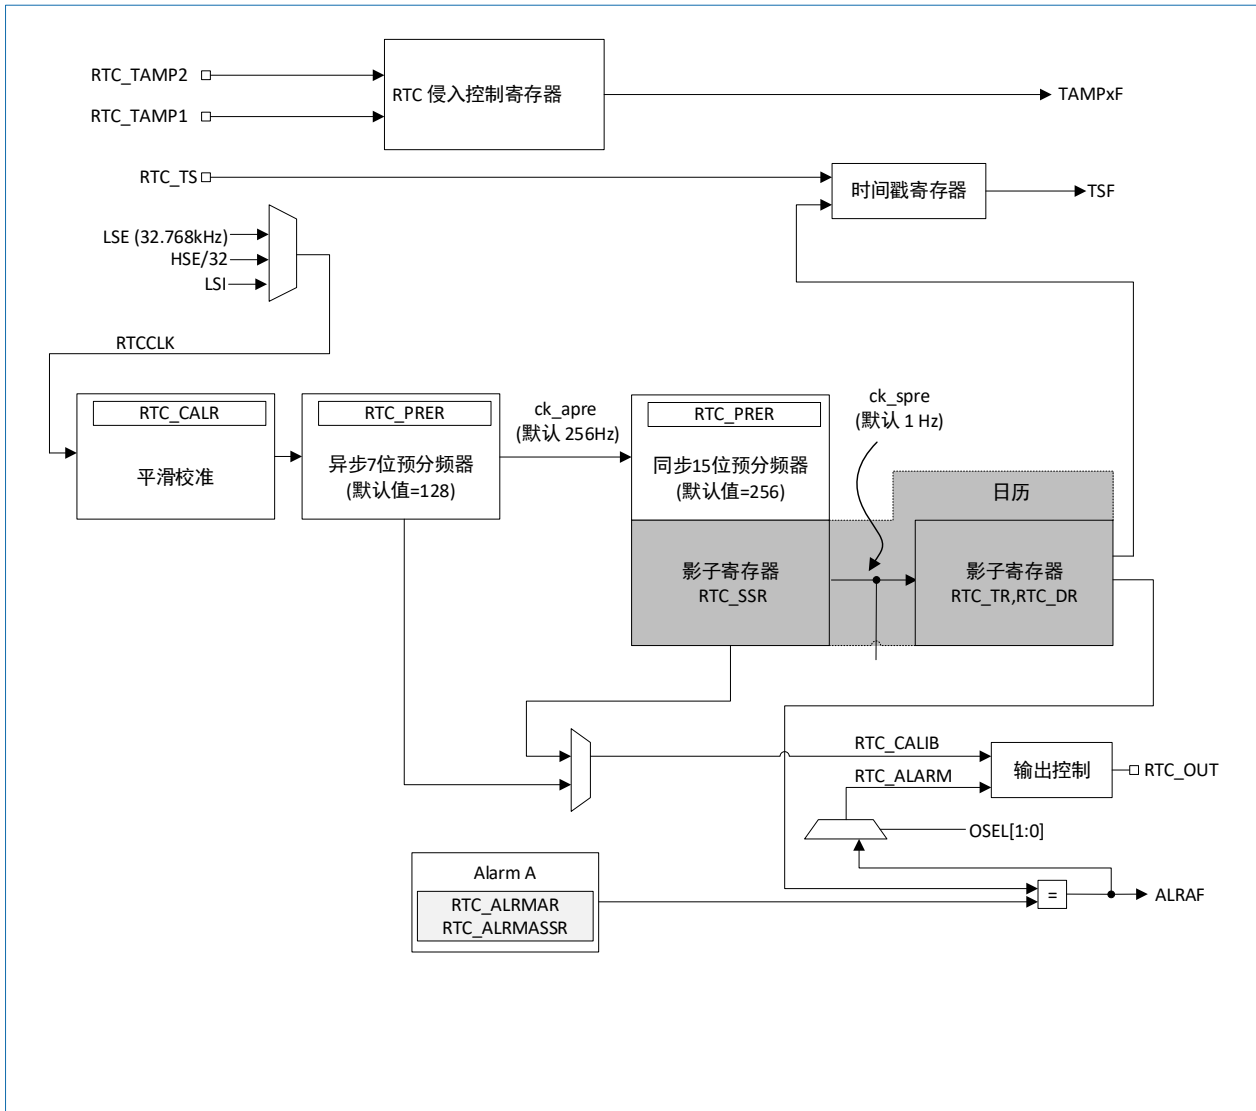 RTC_TAMP2
RTC_TAMP1
RTC 侵入控制寄存器
TAMPxF
RTC_TS
时间戳寄存器
TSF
LSE (32.768kHz)
HSE/32
LSI
RTCCLK
RTC_CALR
平滑校准
RTC_PRER
异步7位预分频器
(默认值=128)
ck_apre
(默认 256Hz)
RTC_PRER
同步15位预分频器
(默认值=256)
ck_spre
(默认 1 Hz)
日历
影子寄存器
RTC_SSR
影子寄存器
RTC_TR,RTC_DR
RTC_CALIB
RTC_ALARM
输出控制
RTC_OUT
OSEL[1:0]
Alarm A
RTC_ALRMAR
RTC_ALRMASSR
=
ALRAF